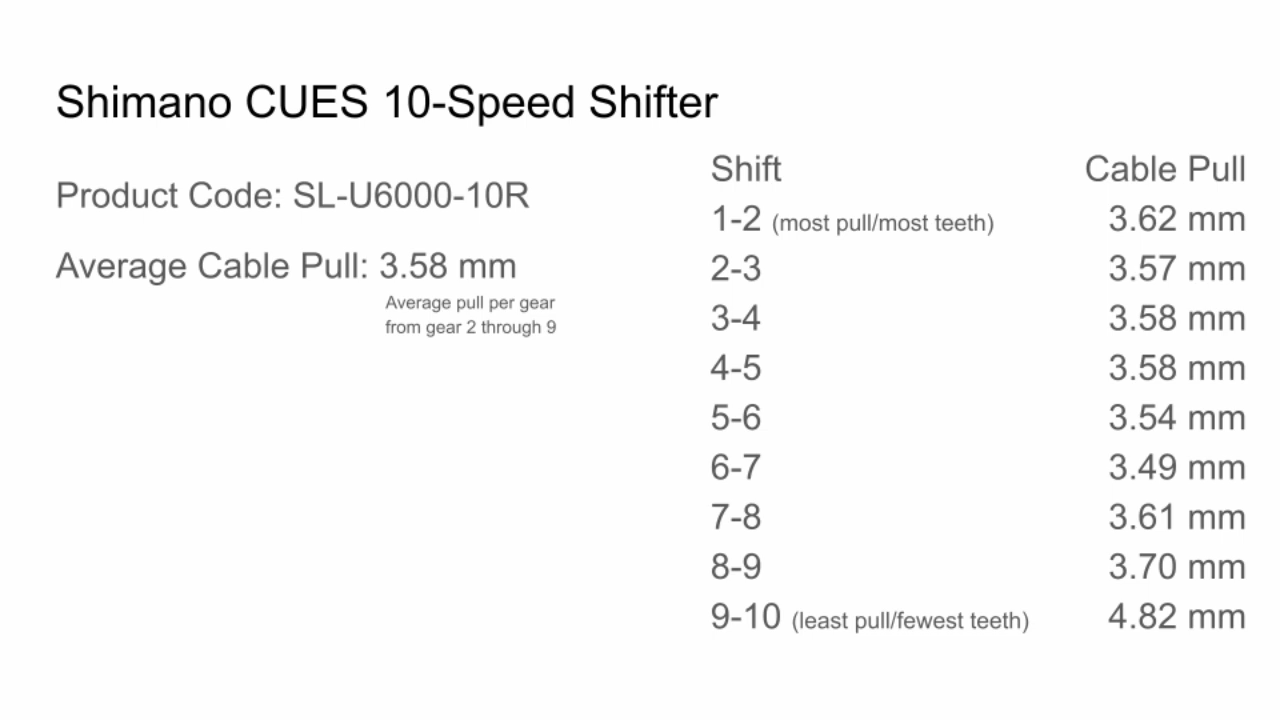 Shimano CUES 10-Speed Shifter
Product Code: SL-U6000-10R
Average Cable Pull: 3.58 mm
Average pull per gear
from gear 2 through 9
Shift Cable Pull
1-2 (most pull/most teeth) 3.62 mm
2-3 3.57 mm
3-4 3.58 mm
4-5 3.58 mm
5-6 3.54 mm
6-7 3.49 mm
7-8 3.61 mm
8-9 3.70 mm
9-10 (least pull/fewest teeth) 4.82 mm